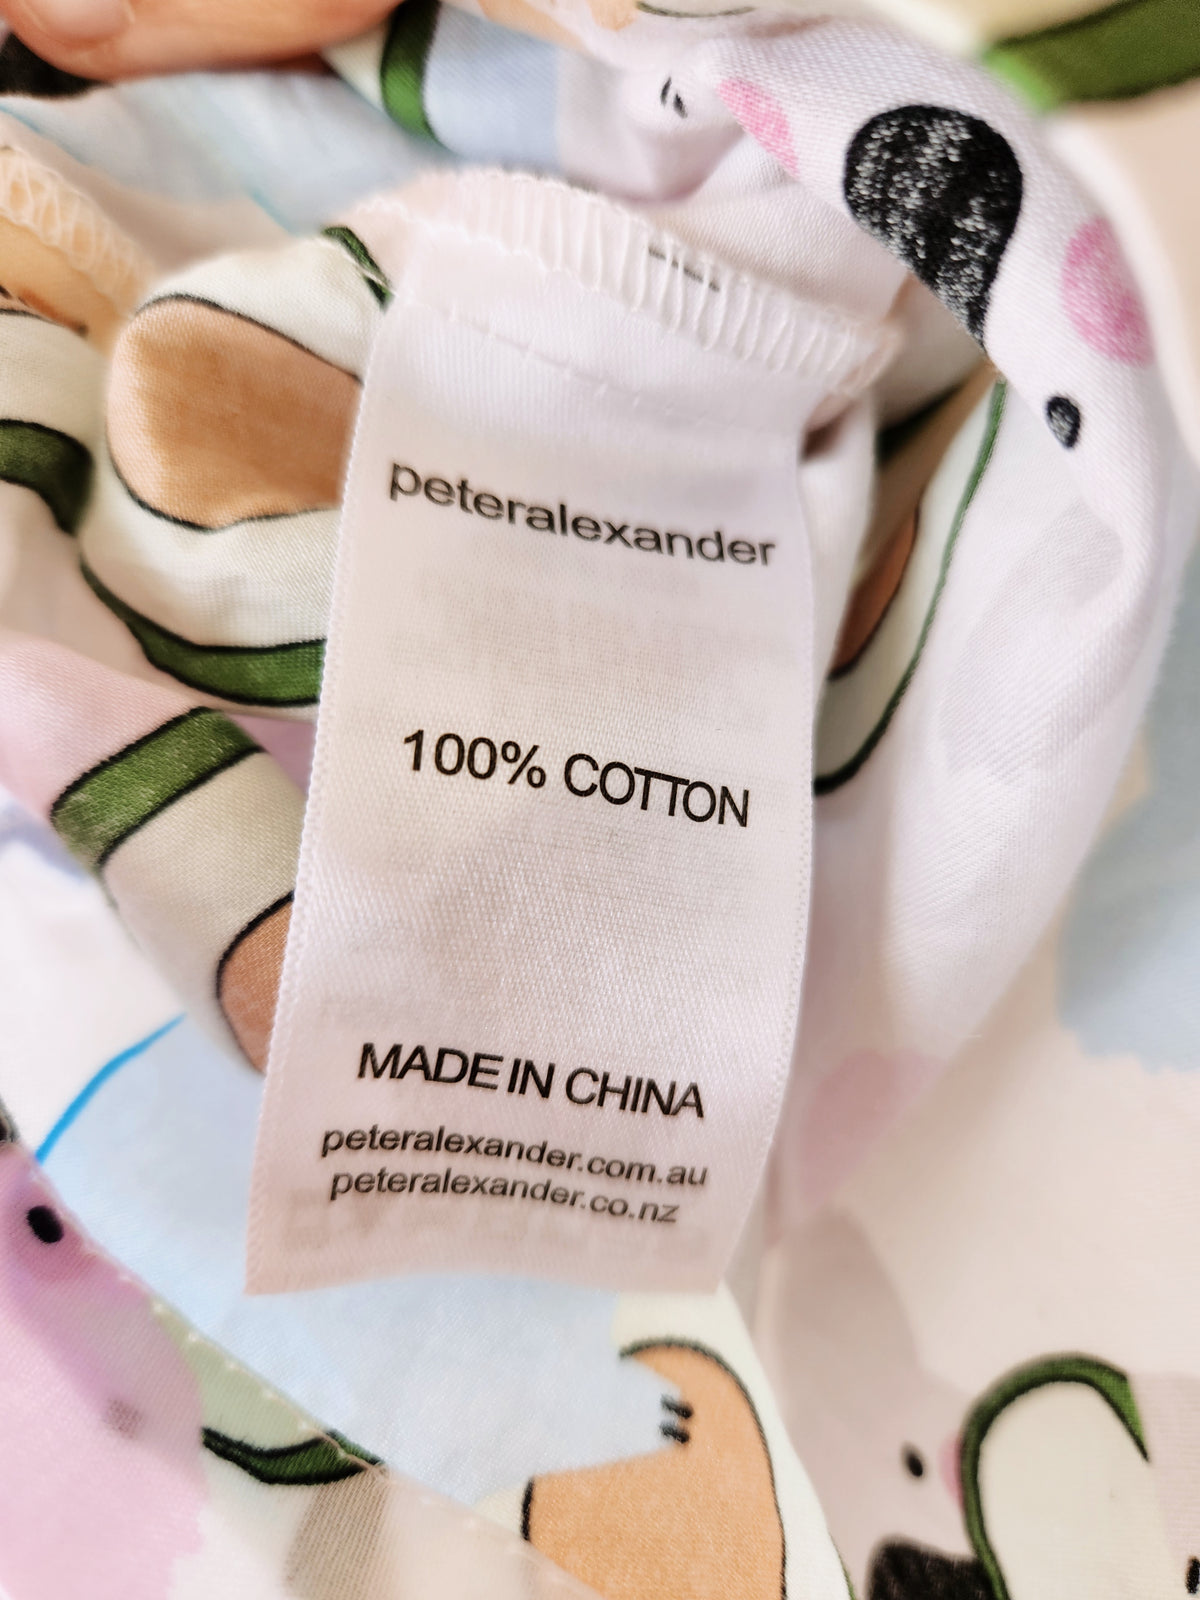 peteralexander
100% COTTON
MADE IN CHINA
peteralexander.com.au
peteralexander.co.nz